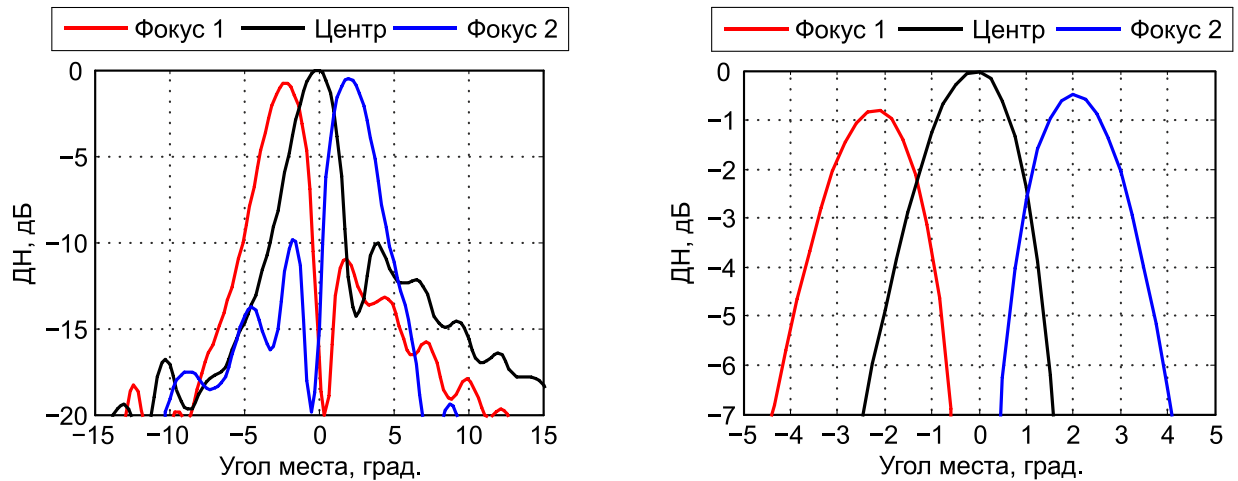 Фокус 1 Центр Фокус 2
0
−5
−10
−15
−20
ДН, дБ
−15 −10 −5 0 5 10 15
Угол места, град.
Фокус 1 Центр Фокус 2
0
−1
−2
−3
−4
−5
−6
−7
ДН, дБ
−5 −4 −3 −2 −1 0 1 2 3 4 5
Угол места, град.